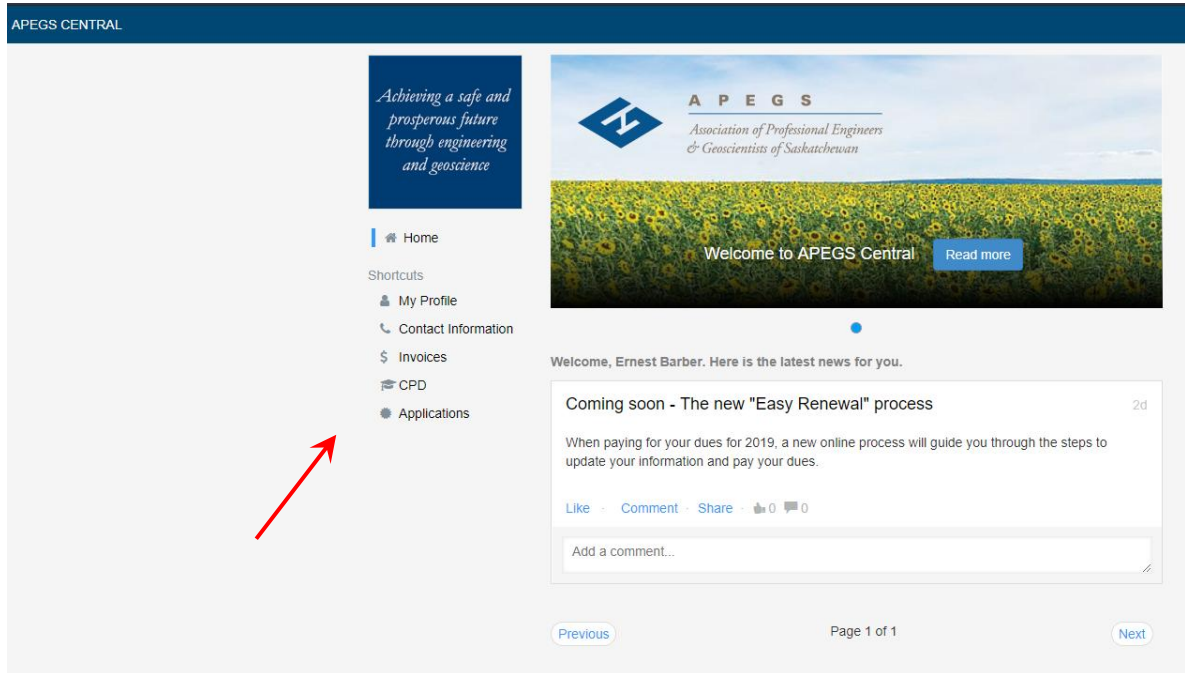 APEGS CENTRAL
Achieving a safe and
prosperous future
through engineering
and geoscience
Home
Shortcuts
My Profile
Contact Information
$ Invoices
CPD
Applications
A P E G S
Association of Professional Engineers
& Geoscientists of Saskatchewan
Welcome to APEGS Central
Read more
Welcome, Ernest Barber. Here is the latest news for you.
Coming soon - The new "Easy Renewal" process
2d
When paying for your dues for 2019, a new online process will guide you through the steps to
update your information and pay your dues.
Like · Comment · Share · 0 0
Add a comment...
Previous
Page 1 of 1
Next